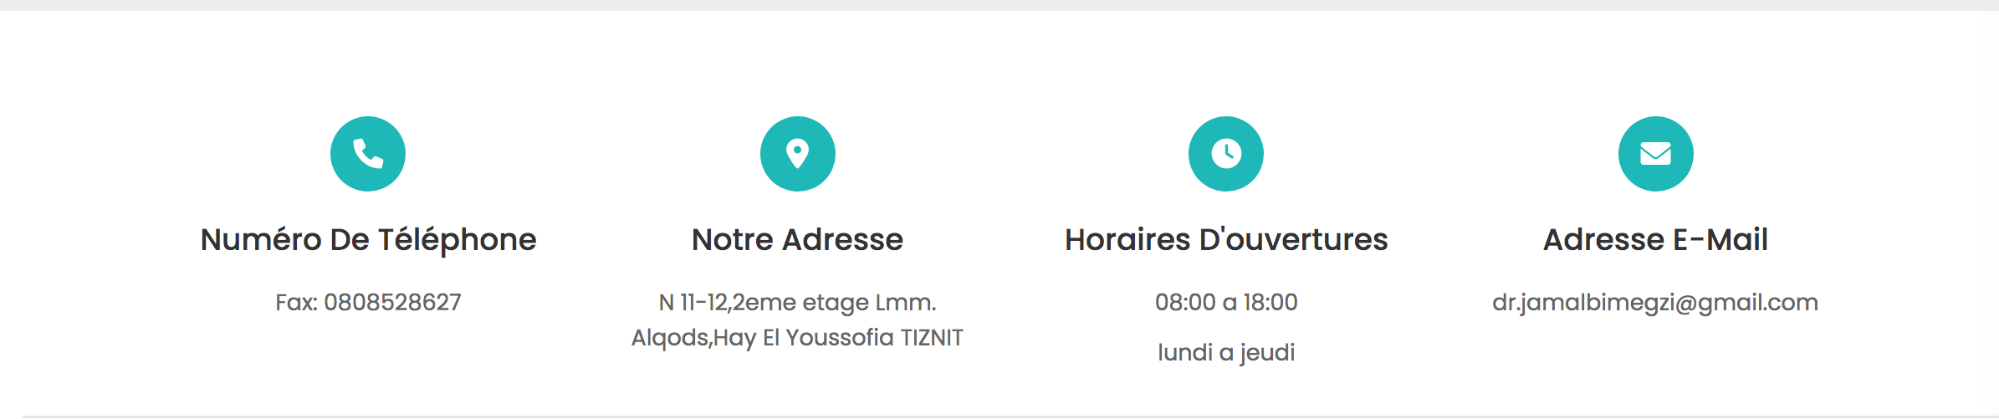 Numéro De Téléphone
Fax: 0808528627
Notre Adresse
N 11-12,2eme etage Lmm.
Alqods,Hay El Youssofia TIZNIT
Horaires D'ouvertures
08:00 a 18:00
lundi a jeudi
Adresse E-Mail
dr.jamalbimegzi@gmail.com